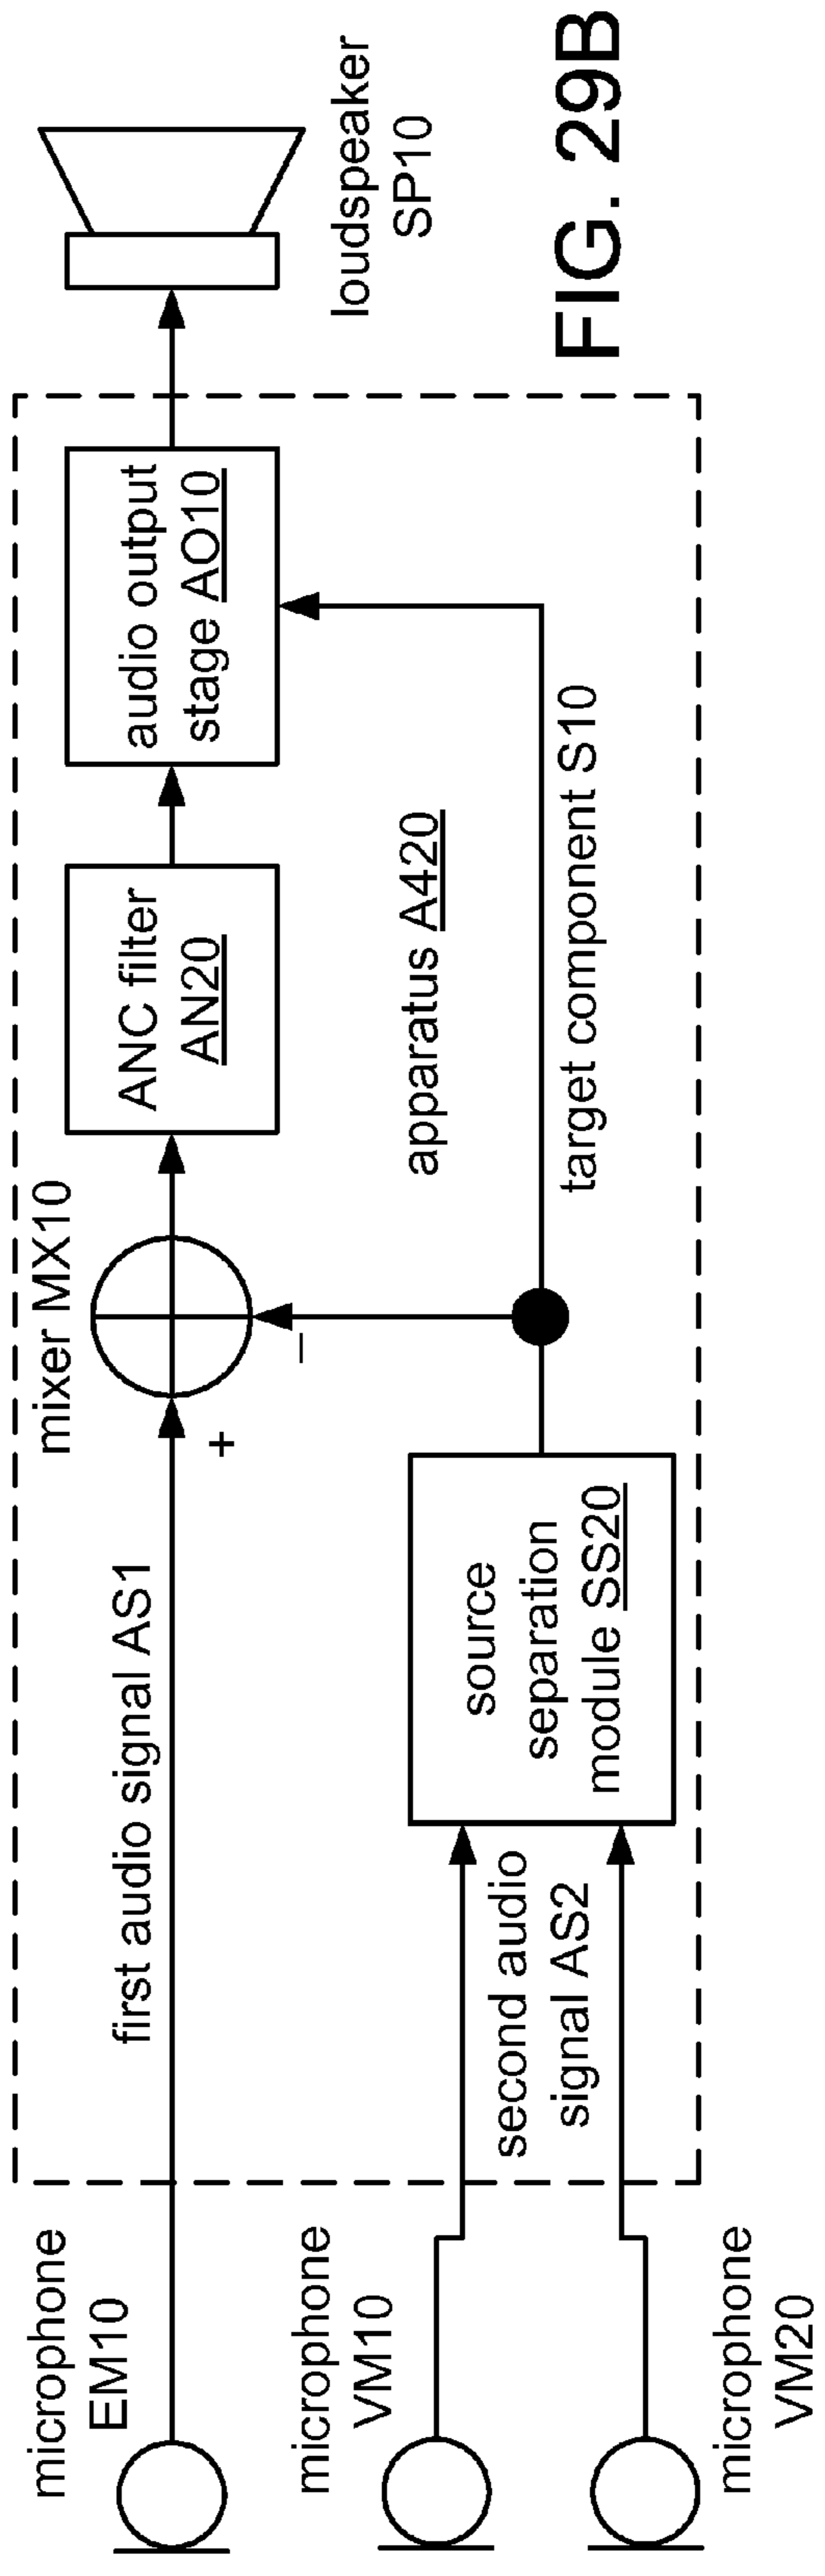 microphone
EM10
first audio signal AS1
mixer MX10
+
–
ANC filter
AN20
audio output
stage AO10
loudspeaker
SP10
apparatus A420
microphone
VM10
second audio
signal AS2
source
separation
module SS20
target component S10
microphone
VM20
FIG. 29B